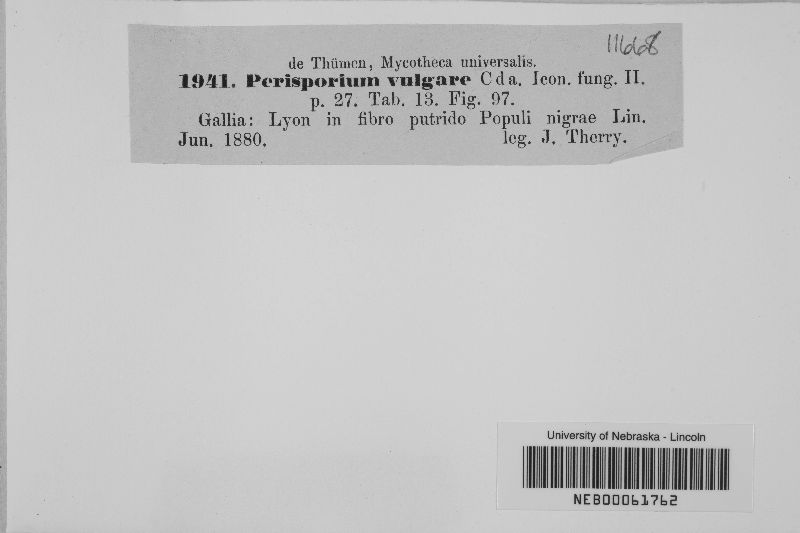 11668
de Thümen, Mycotheca universalis.
1941. Perisporium vulgare Cda. Icon. fung. II.
p. 27. Tab. 13. Fig. 97.
Gallia: Lyon in fibro putrido Populi nigrae Lin.
Jun. 1880. leg. J. Therry.
University of Nebraska - Lincoln
NEB00061762